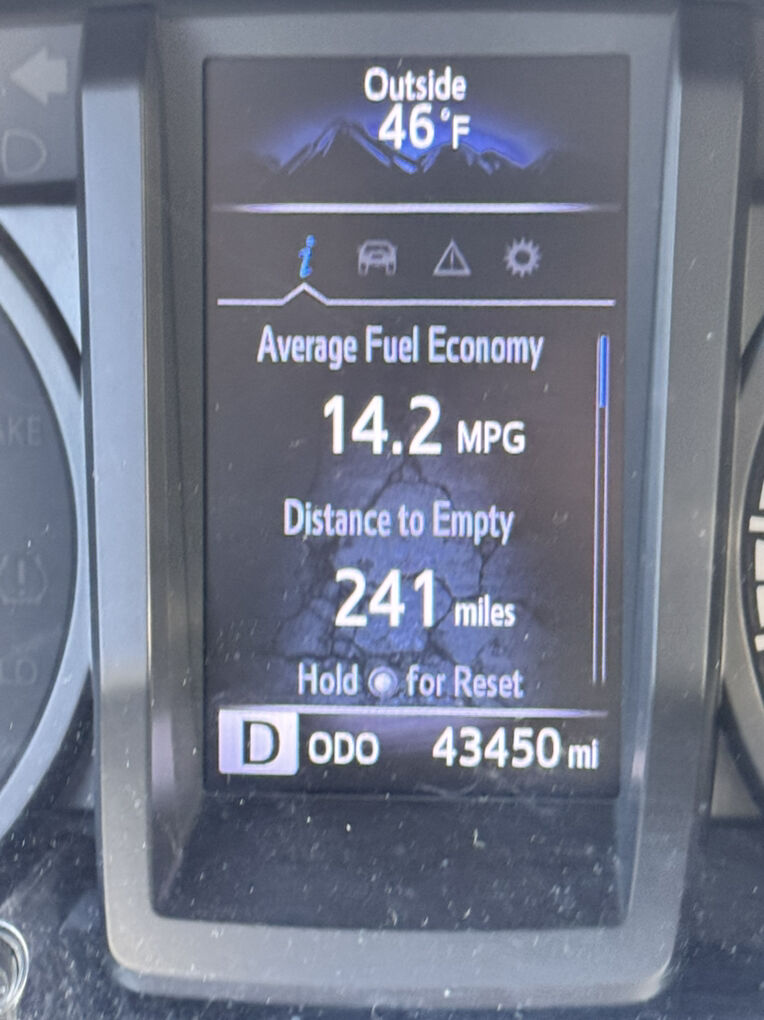 Outside
46°F
Average Fuel Economy
14.2 MPG
Distance to Empty
241 miles
Hold for Reset
D ODO 43450 mi